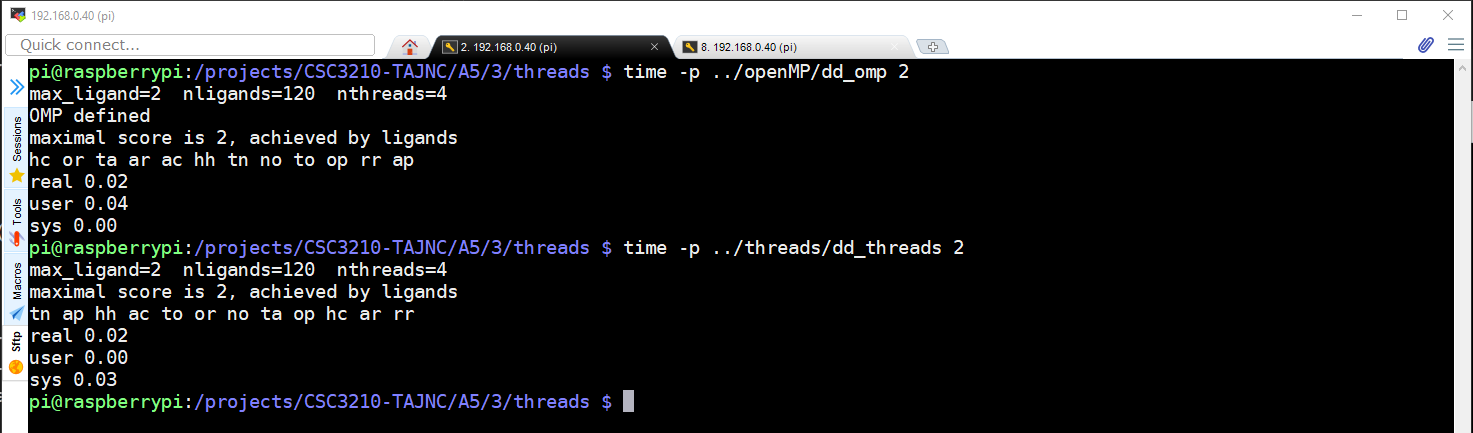 192.168.0.40 (pi)
Quick connect...
2. 192.168.0.40 (pi)
8. 192.168.0.40 (pi)
Sessions
Tools
Macros
Sftp
pi@raspberrypi:/projects/CSC3210-TAJNC/A5/3/threads $ time -p ../openMP/dd_omp 2
max_ligand=2  nligands=120  nthreads=4
OMP defined
maximal score is 2, achieved by ligands
hc or ta ar ac hh tn no to op rr ap
real 0.02
user 0.04
sys 0.00
pi@raspberrypi:/projects/CSC3210-TAJNC/A5/3/threads $ time -p ../threads/dd_threads 2
max_ligand=2  nligands=120  nthreads=4
maximal score is 2, achieved by ligands
tn ap hh ac to or no ta op hc ar rr
real 0.02
user 0.00
sys 0.03
pi@raspberrypi:/projects/CSC3210-TAJNC/A5/3/threads $